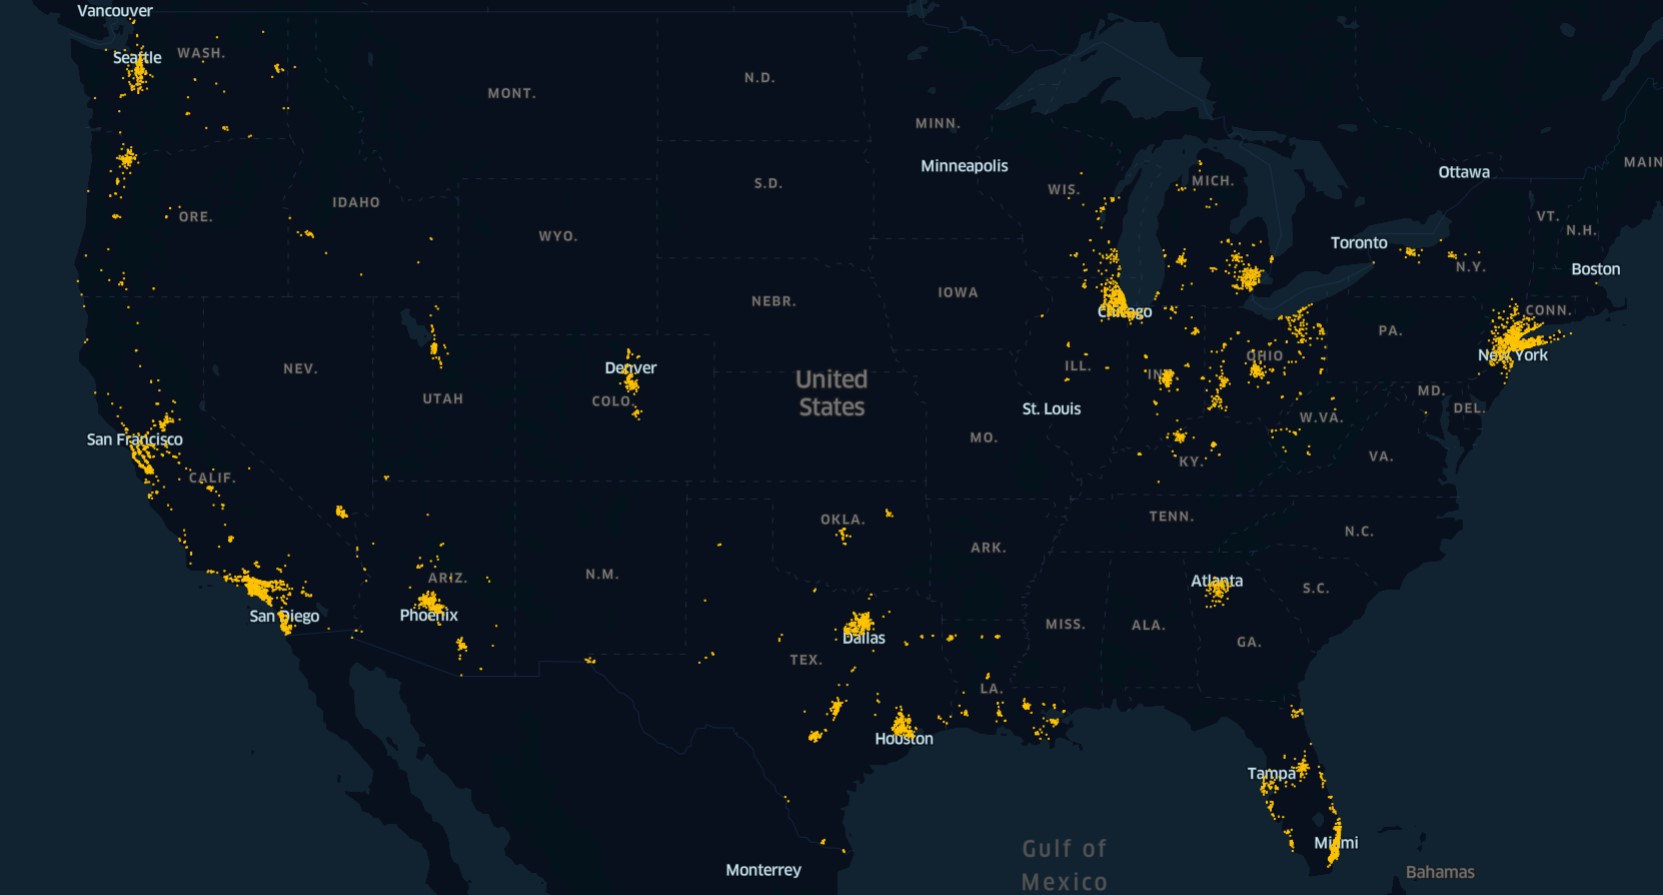 Vancouver
Seattle
WASH.
MONT.
N.D.
MINN.
Minneapolis
S.D.
WIS.
MICH.
Ottawa
MAIN
IDAHO
ORE.
WYO.
VT.
N.H.
Toronto
N.Y.
Boston
NEBR.
IOWA
Chicago
CONN.
PA.
New York
OHIO
NEV.
Denver
ILL.
IN
United
States
UTAH
COLO.
St. Louis
MD.
DEL.
W.VA.
San Francisco
MO.
KY.
VA.
CALIF.
OKLA.
TENN.
N.C.
ARK.
N.M.
ARIZ.
Atlanta
S.C.
San Diego
Phoenix
MISS.
ALA.
GA.
Dallas
TEX.
LA.
Houston
Tampa
Miami
Gulf of
Mexico
Monterrey
Bahamas